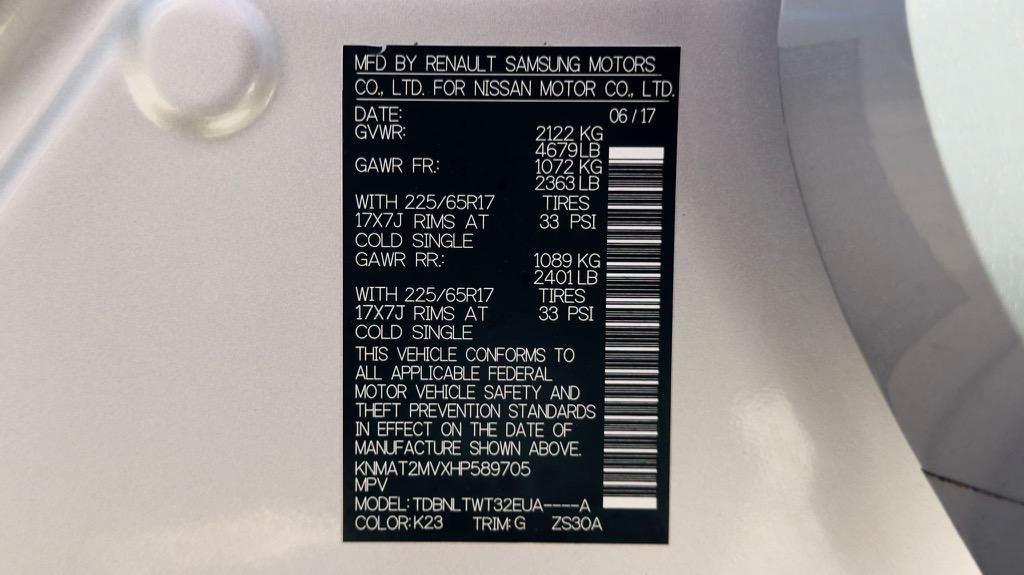 MFD BY RENAULT SAMSUNG MOTORS
CO., LTD. FOR NISSAN MOTOR CO., LTD.
DATE: 06/17
GVWR: 2122 KG
4679LB
GAWR FR.: 1072 KG
2363LB
WITH 225/65R17 TIRES
17X7J RIMS AT 33 PSI
COLD SINGLE
GAWR RR.: 1089 KG
2401LB
WITH 225/65R17 TIRES
17X7J RIMS AT 33 PSI
COLD SINGLE
THIS VEHICLE CONFORMS TO
ALL APPLICABLE FEDERAL
MOTOR VEHICLE SAFETY AND
THEFT PREVENTION STANDARDS
IN EFFECT ON THE DATE OF
MANUFACTURE SHOWN ABOVE.
KNMAT2MVXHP589705
MPV
MODEL: TDBNLTWT32EUA----A
COLOR: K23 TRIM: G ZS30A